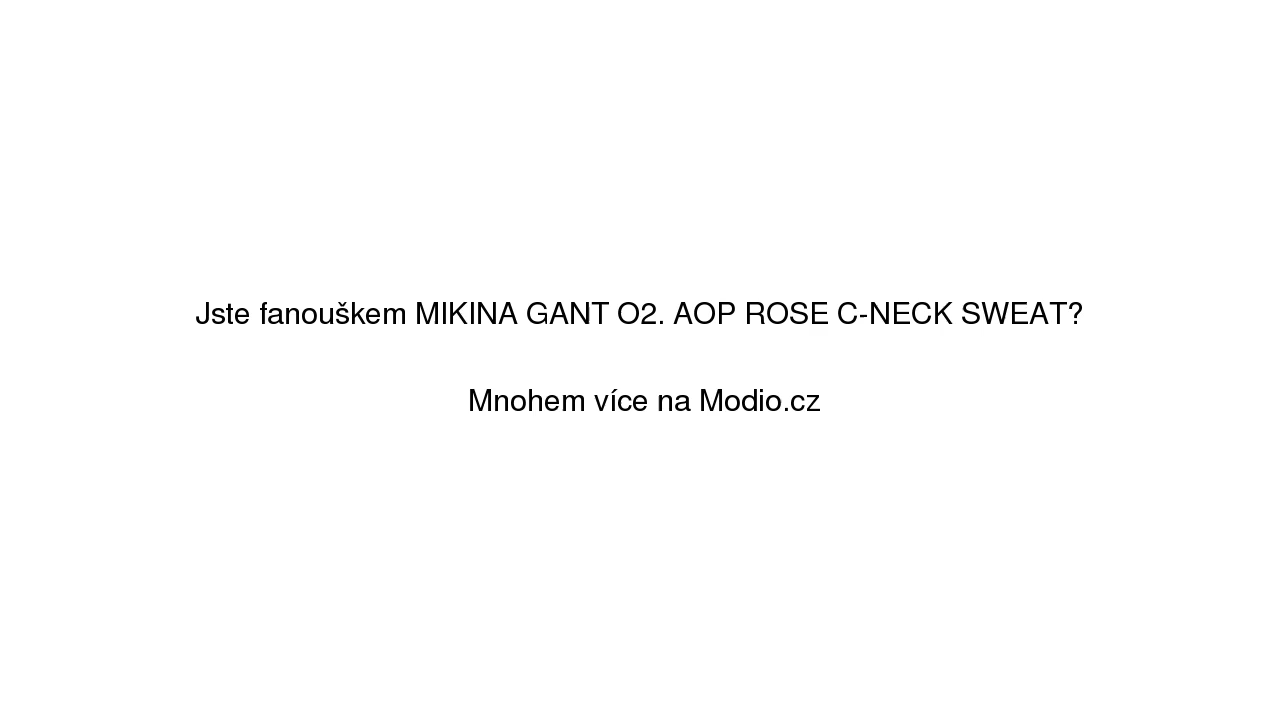 Jste fanouškem MIKINA GANT O2. AOP ROSE C-NECK SWEAT?
Mnohem více na Modio.cz